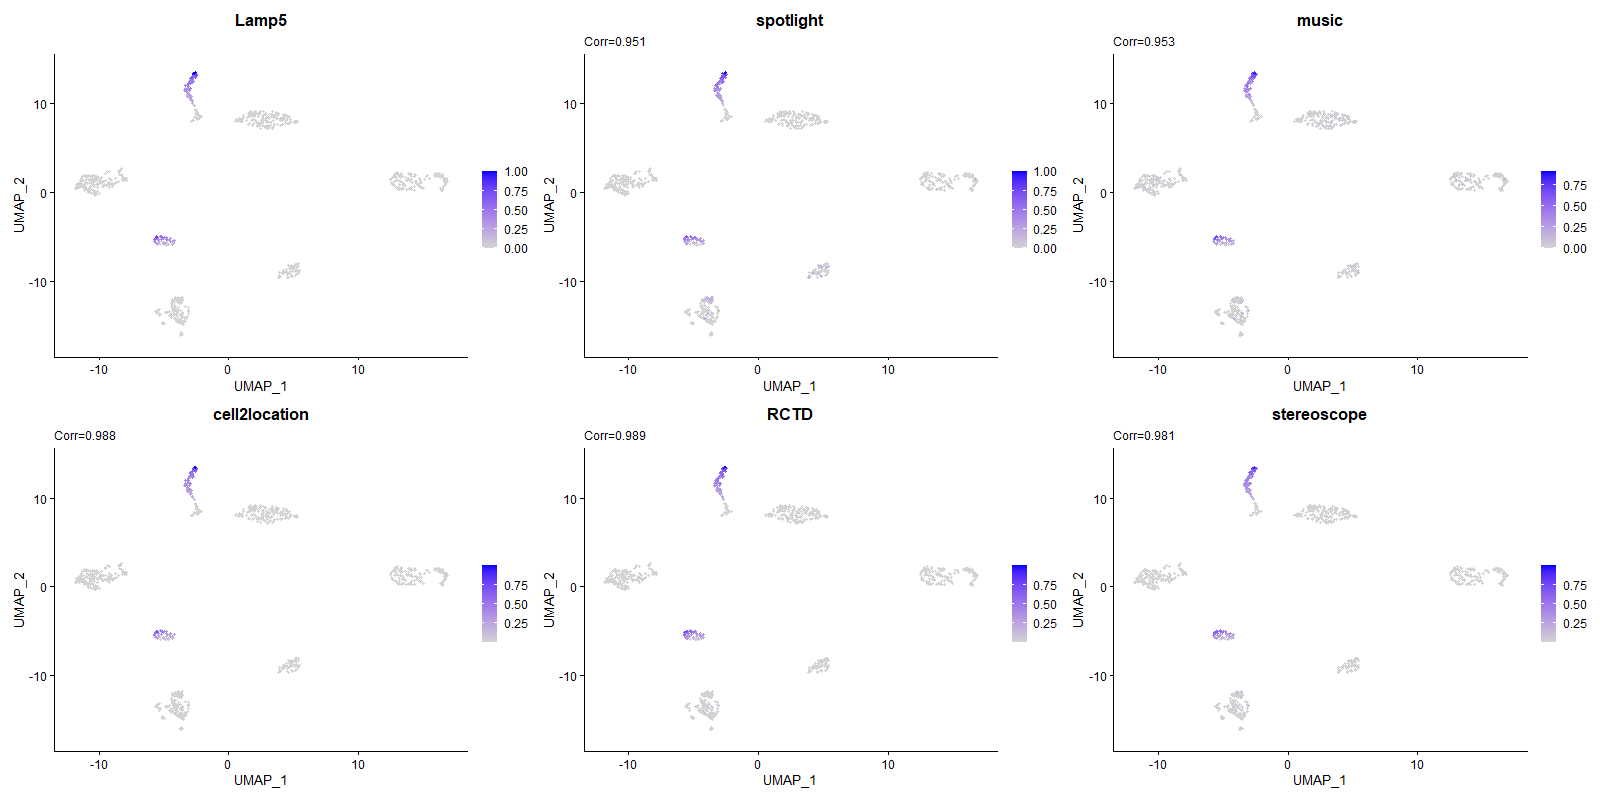 Lamp5
UMAP_2
10
0
-10
-10
0
10
UMAP_1
1.00
0.75
0.50
0.25
0.00
spotlight
Corr=0.951
UMAP_2
10
0
-10
-10
0
10
UMAP_1
1.00
0.75
0.50
0.25
0.00
music
Corr=0.953
UMAP_2
10
0
-10
-10
0
10
UMAP_1
0.75
0.50
0.25
0.00
cell2location
Corr=0.988
UMAP_2
10
0
-10
-10
0
10
UMAP_1
0.75
0.50
0.25
RCTD
Corr=0.989
UMAP_2
10
0
-10
-10
0
10
UMAP_1
0.75
0.50
0.25
stereoscope
Corr=0.981
UMAP_2
10
0
-10
-10
0
10
UMAP_1
0.75
0.50
0.25